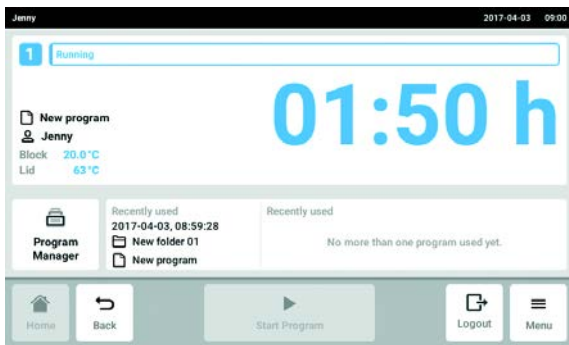 Jenny 2017-04-03 09:00
1 Running
01:50 h
New program
Jenny
Block 20.0°C
Lid 63°C
Program Manager
Recently used
2017-04-03, 08:59:28
New folder 01
New program
Recently used
No more than one program used yet.
Home
Back
Start Program
Logout
Menu